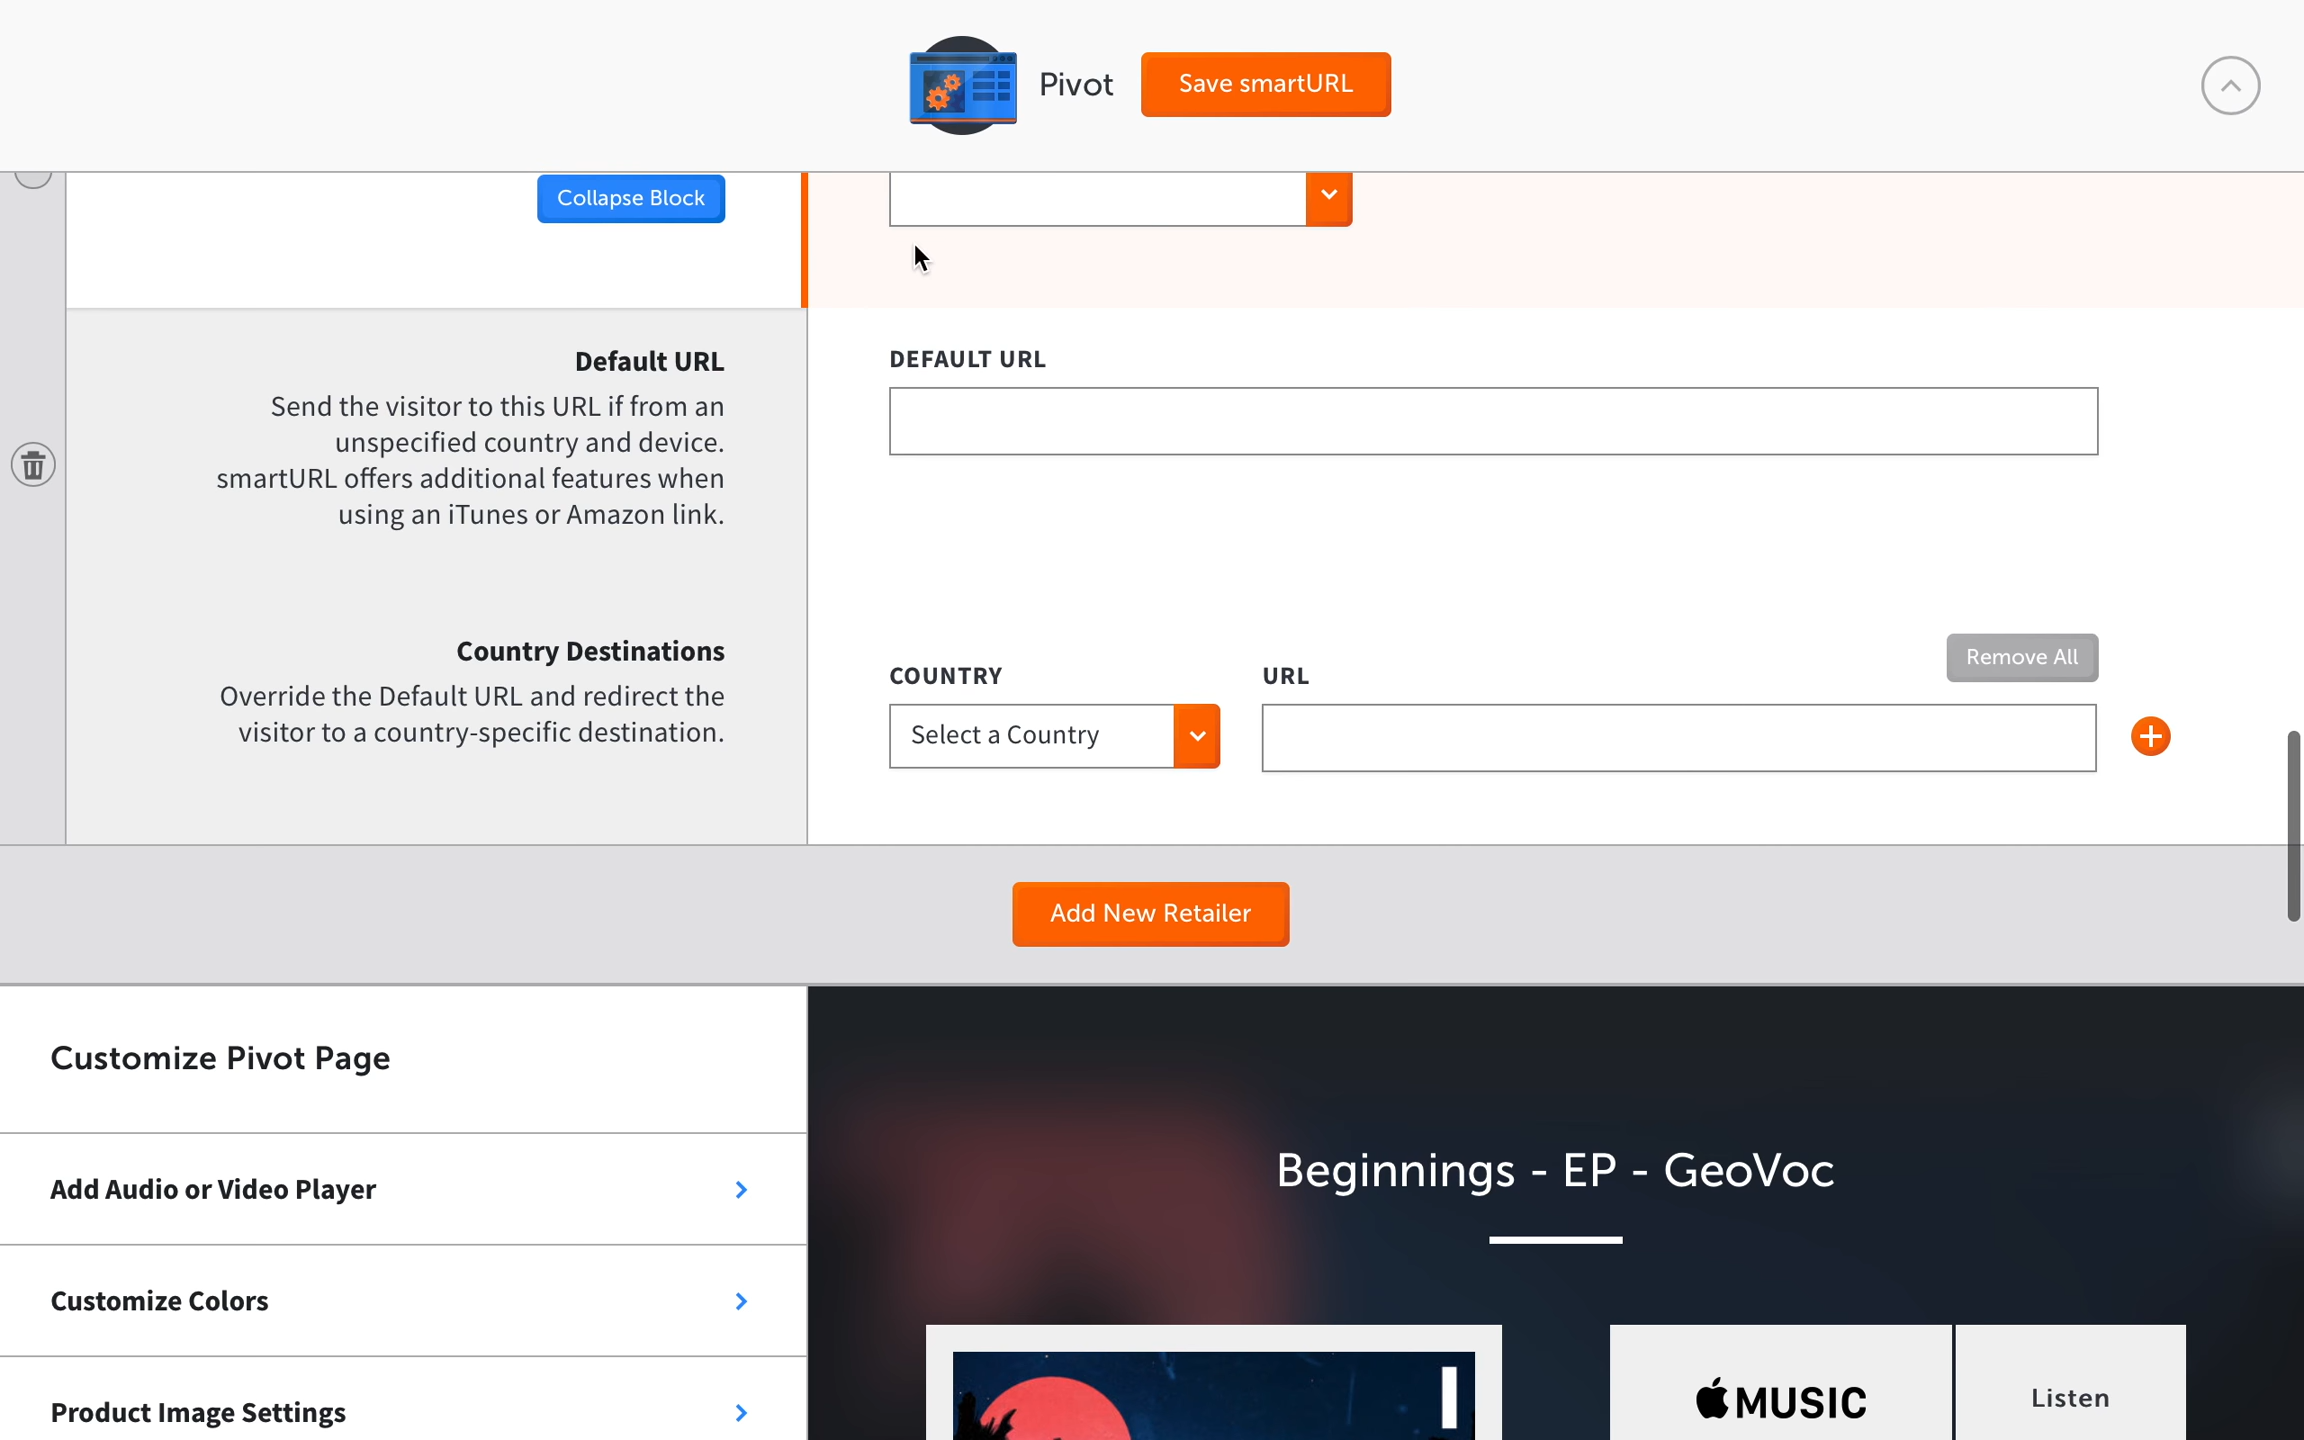 Pivot
Save smartURL
Collapse Block
Default URL
Send the visitor to this URL if from an
unspecified country and device.
smartURL offers additional features when
using an iTunes or Amazon link.
DEFAULT URL
Country Destinations
Override the Default URL and redirect the
visitor to a country-specific destination.
Remove All
COUNTRY
URL
Select a Country
Add New Retailer
Customize Pivot Page
Add Audio or Video Player
Customize Colors
Product Image Settings
Beginnings - EP - GeoVoc
MUSIC
Listen